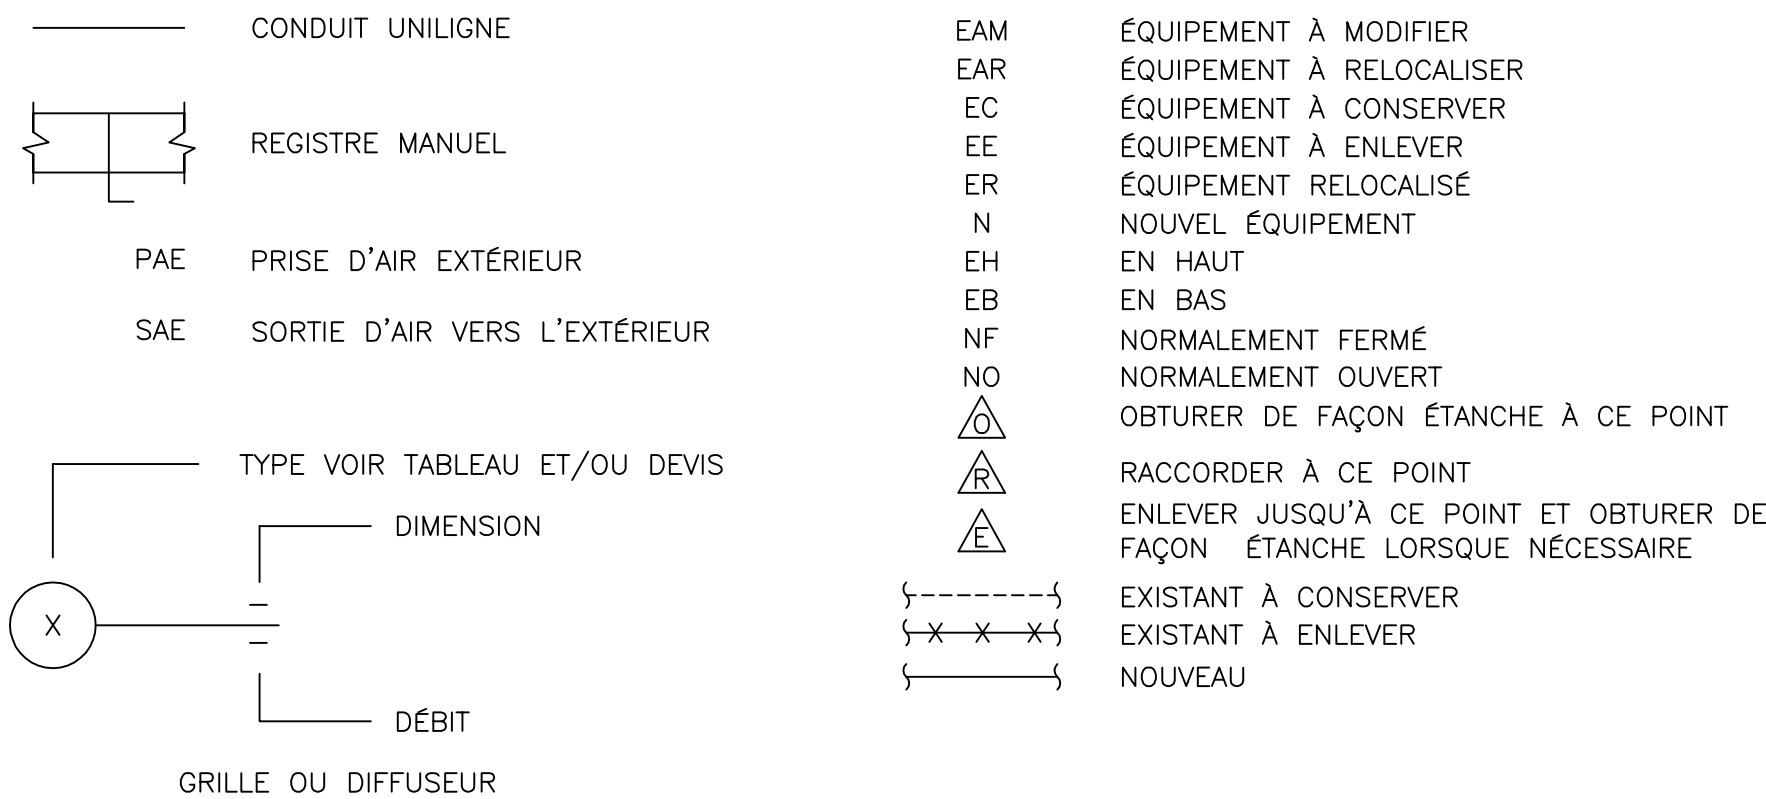 CONDUIT UNILIGNE
REGISTRE MANUEL
PAE PRISE D'AIR EXTÉRIEUR
SAE SORTIE D'AIR VERS L'EXTÉRIEUR
TYPE VOIR TABLEAU ET/OU DEVIS
DIMENSION
X
DÉBIT
GRILLE OU DIFFUSEUR
EAM ÉQUIPEMENT À MODIFIER
EAR ÉQUIPEMENT À RELOCALISER
EC ÉQUIPEMENT À CONSERVER
EE ÉQUIPEMENT À ENLEVER
ER ÉQUIPEMENT RELOCALISÉ
N NOUVEL ÉQUIPEMENT
EH EN HAUT
EB EN BAS
NF NORMALEMENT FERMÉ
NO NORMALEMENT OUVERT
O OBTURER DE FAÇON ÉTANCHE À CE POINT
R RACCORDER À CE POINT
E ENLEVER JUSQU'À CE POINT ET OBTURER DE
FAÇON ÉTANCHE LORSQUE NÉCESSAIRE
EXISTANT À CONSERVER
X X X EXISTANT À ENLEVER
NOUVEAU